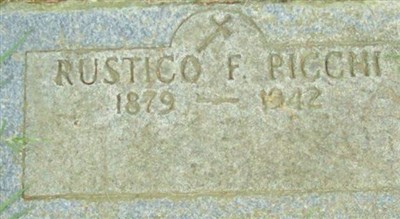 RUSTICO F. PICCHI
1879 — 1942